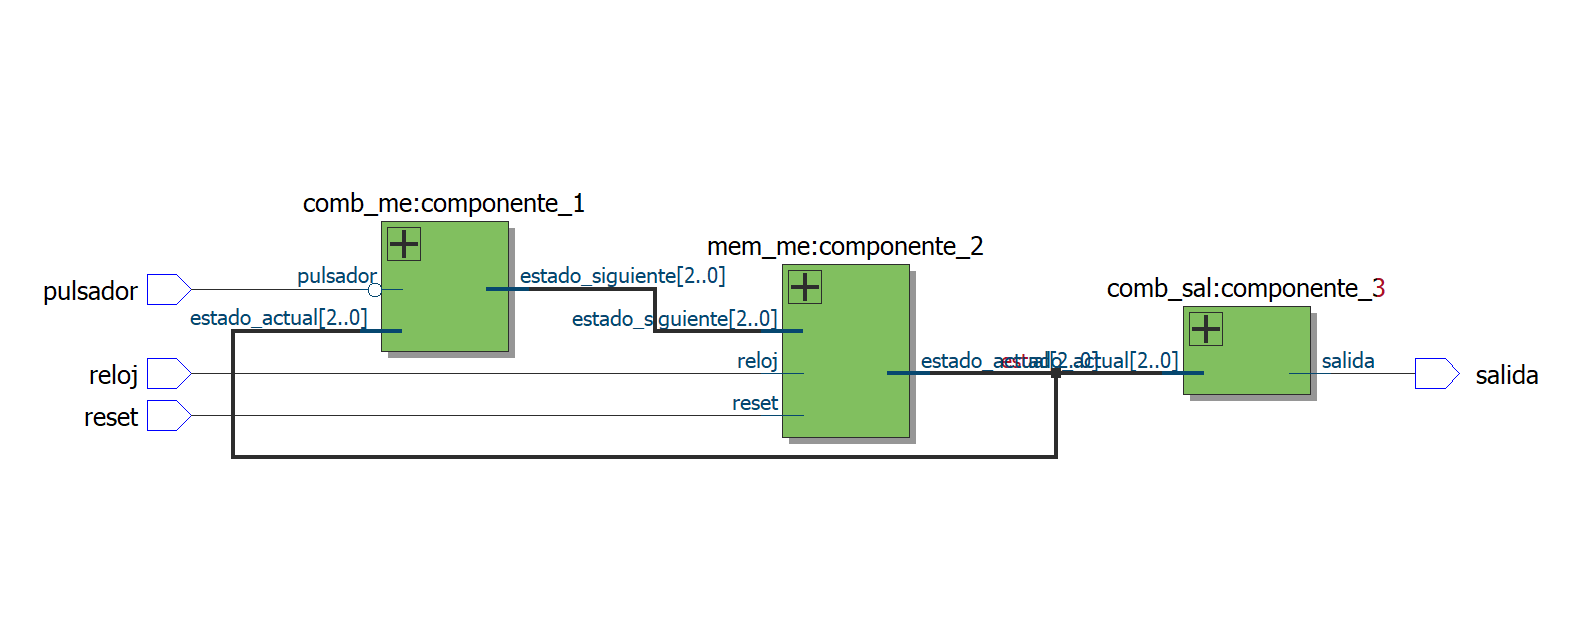 comb_me:componente_1
mem_me:componente_2
comb_sal:componente_3
pulsador
pulsador
estado_siguiente[2..0]
estado_actual[2..0]
estado_siguiente[2..0]
reloj
reloj
estado_actual[2..0]
estado_actual[2..0]
salida
salida
reset
reset